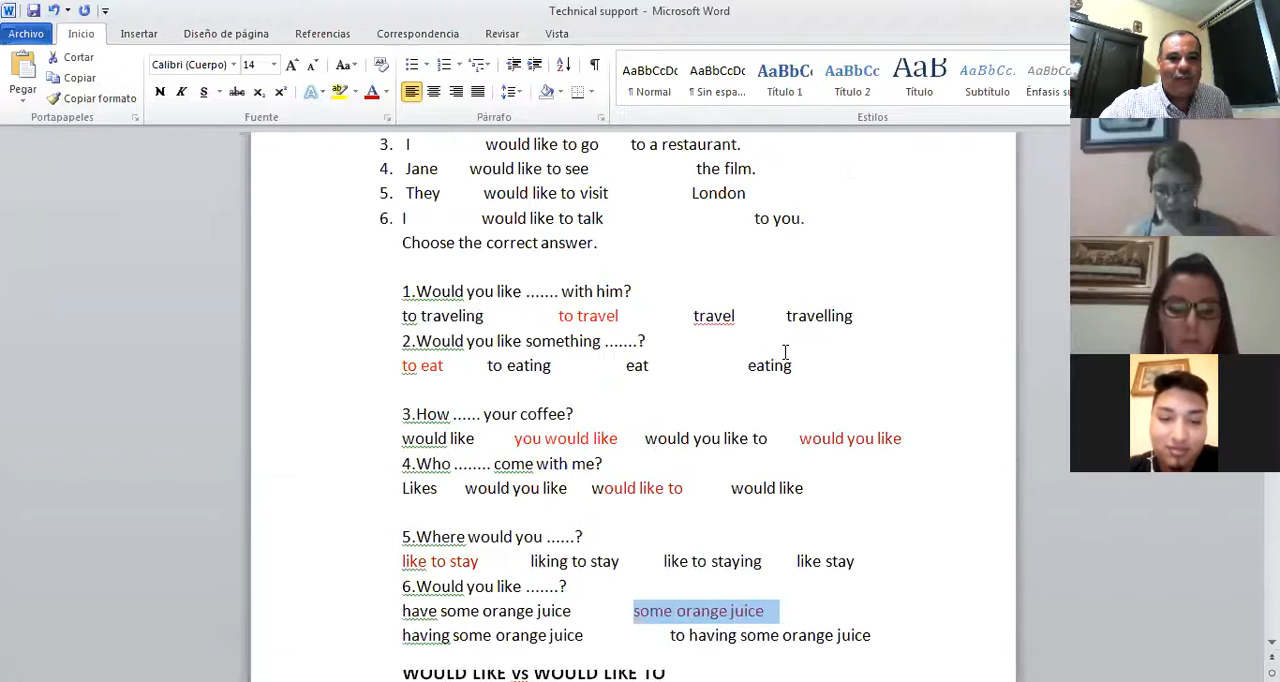 Technical support - Microsoft Word
Archivo Inicio Insertar Diseño de página Referencias Correspondencia Revisar Vista
Pegar Cortar Copiar Copiar formato
Calibri (Cuerpo) 14
AaBbCcDc AaBbCcDc AaBbC AaBbCc AaB AaBbCc. AaBbCcD
¶ Normal ¶ Sin espa... Título 1 Título 2 Título Subtítulo Énfasis su
Portapapeles Fuente Párrafo Estilos
3. I would like to go to a restaurant.
4. Jane would like to see the film.
5. They would like to visit London
6. I would like to talk to you.
Choose the correct answer.
1.Would you like ....... with him?
to traveling to travel travel travelling
2.Would you like something .......?
to eat to eating eat eating
3.How ...... your coffee?
would like you would like would you like to would you like
4.Who ........ come with me?
Likes would you like would like to would like
5.Where would you ......?
like to stay liking to stay like to staying like stay
6.Would you like .......?
have some orange juice some orange juice
having some orange juice to having some orange juice
WOULD LIKE vs WOULD LIKE TO